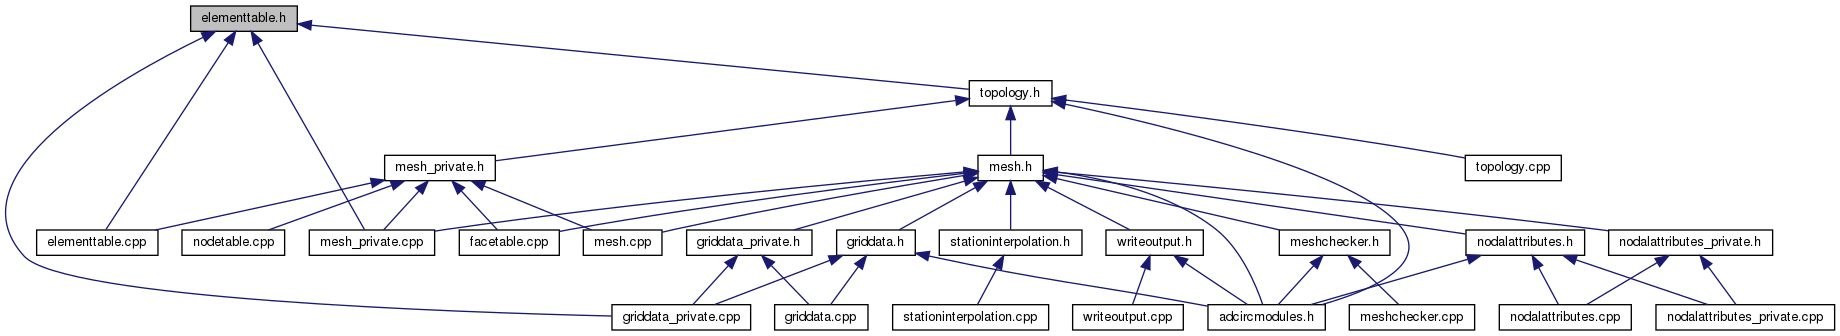 elementtable.h
topology.h
mesh_private.h
mesh.h
topology.cpp
elementtable.cpp
nodetable.cpp
mesh_private.cpp
facetable.cpp
mesh.cpp
griddata_private.h
griddata.h
stationinterpolation.h
writeoutput.h
meshchecker.h
nodalattributes.h
nodalattributes_private.h
griddata_private.cpp
griddata.cpp
stationinterpolation.cpp
writeoutput.cpp
adcircmodules.h
meshchecker.cpp
nodalattributes.cpp
nodalattributes_private.cpp